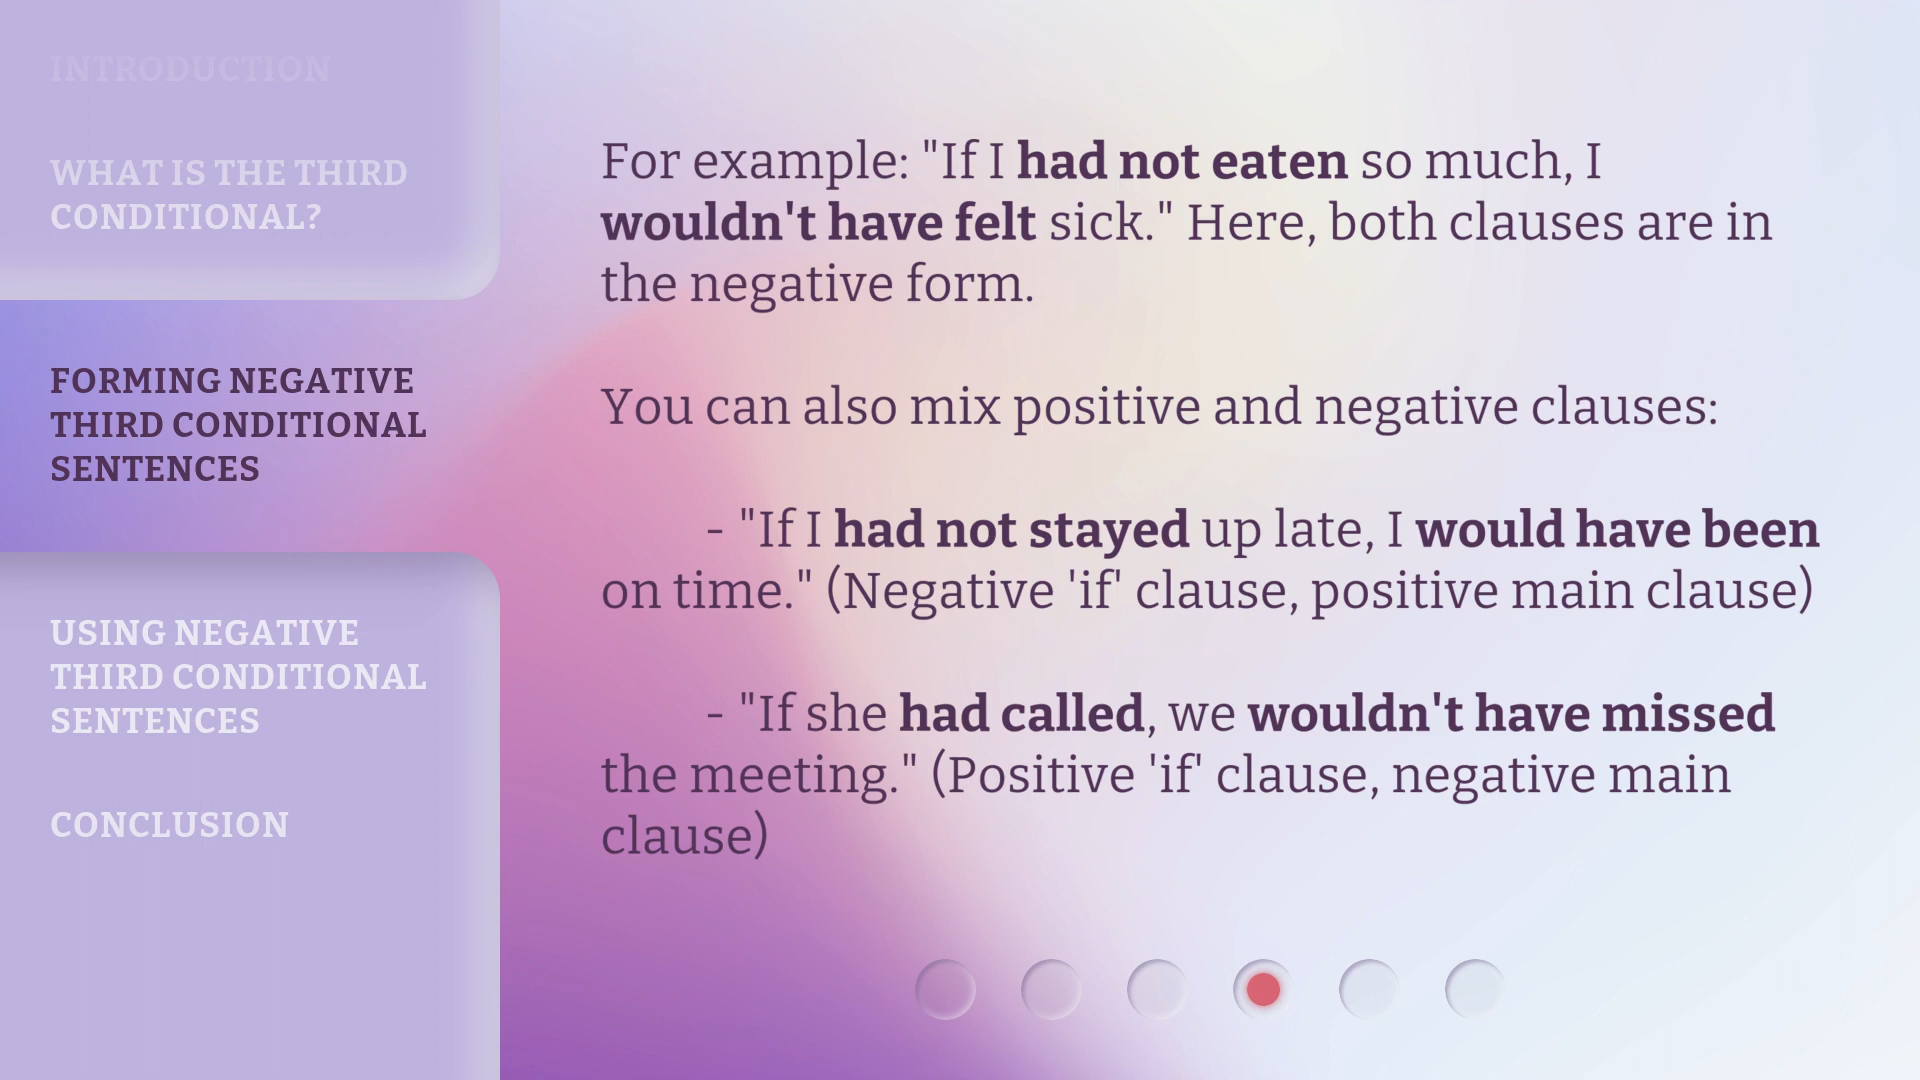 INTRODUCTION
WHAT IS THE THIRD
CONDITIONAL?
FORMING NEGATIVE
THIRD CONDITIONAL
SENTENCES
USING NEGATIVE
THIRD CONDITIONAL
SENTENCES
CONCLUSION
For example: "If I had not eaten so much, I
wouldn't have felt sick." Here, both clauses are in
the negative form.
You can also mix positive and negative clauses:
- "If I had not stayed up late, I would have been
on time." (Negative 'if' clause, positive main clause)
- "If she had called, we wouldn't have missed
the meeting." (Positive 'if' clause, negative main
clause)